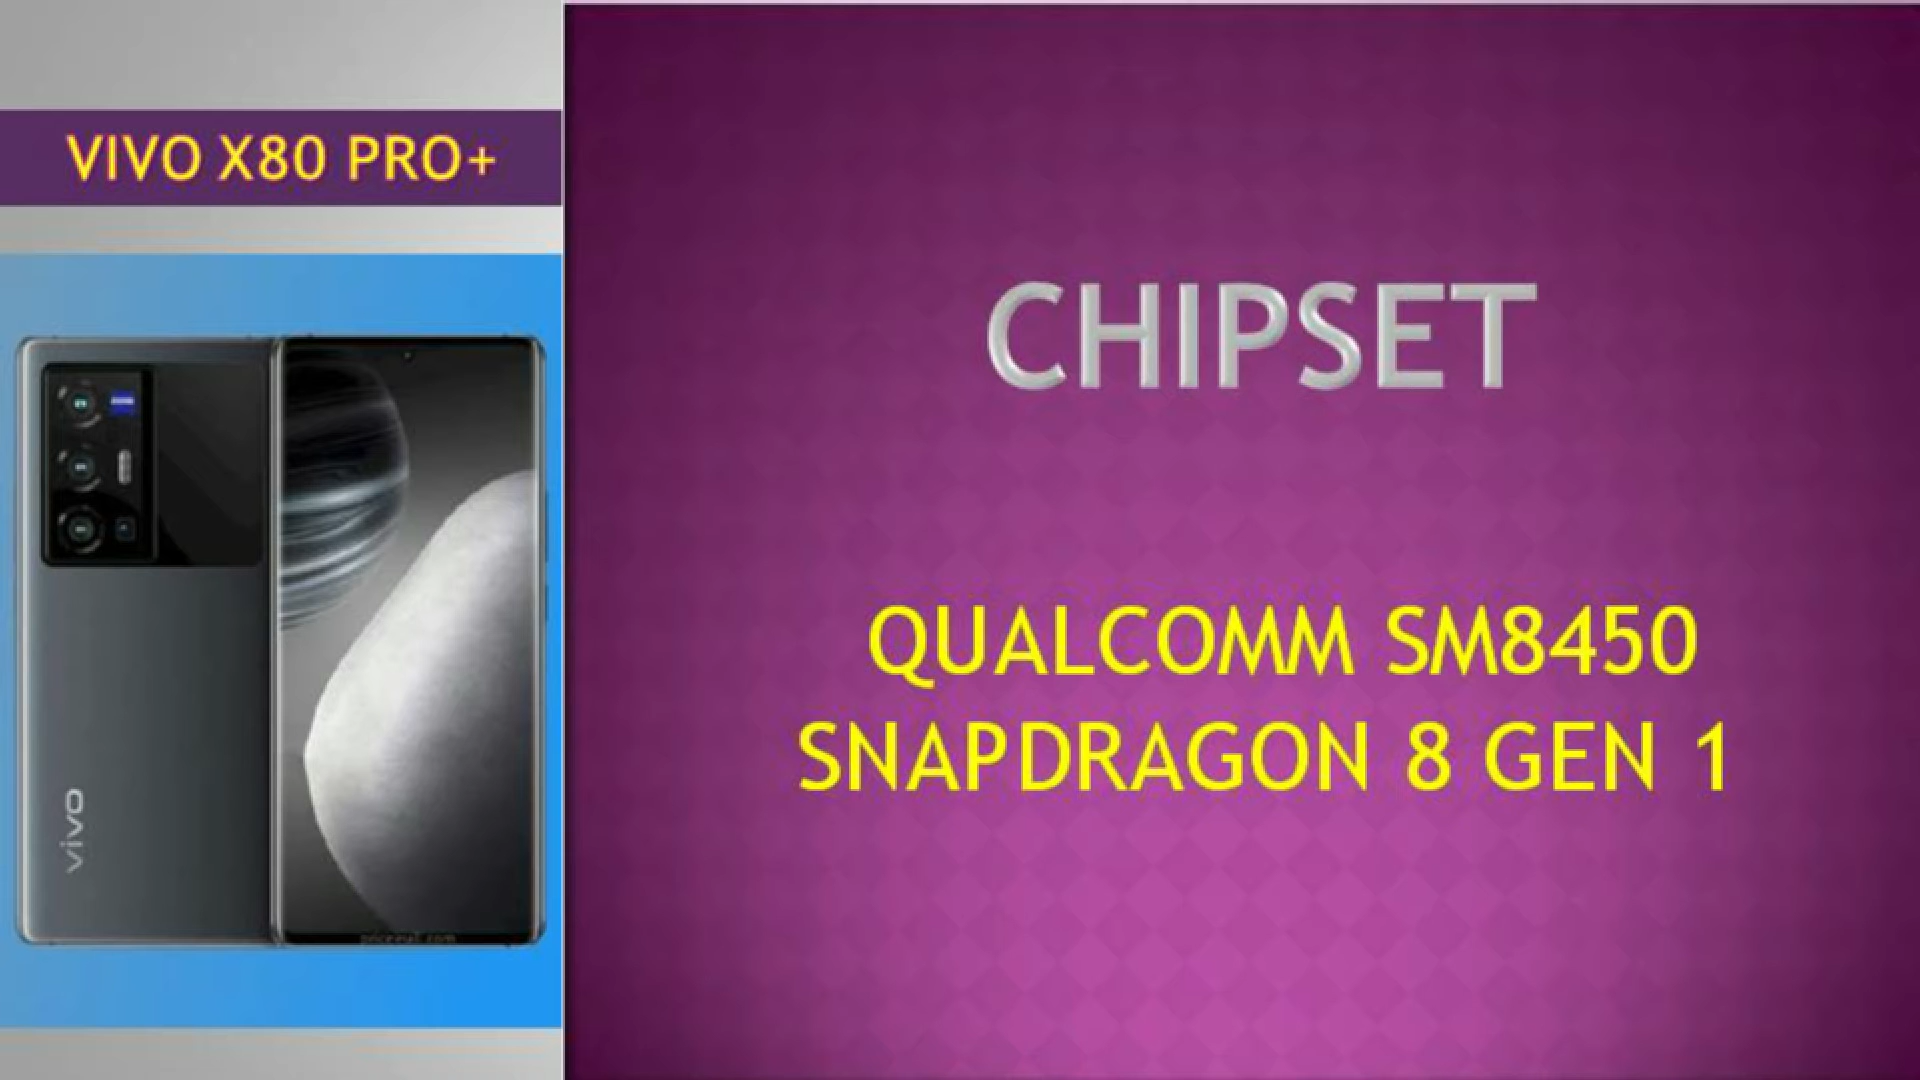 VIVO X80 PRO+
CHIPSET
QUALCOMM SM8450
SNAPDRAGON 8 GEN 1
vivo